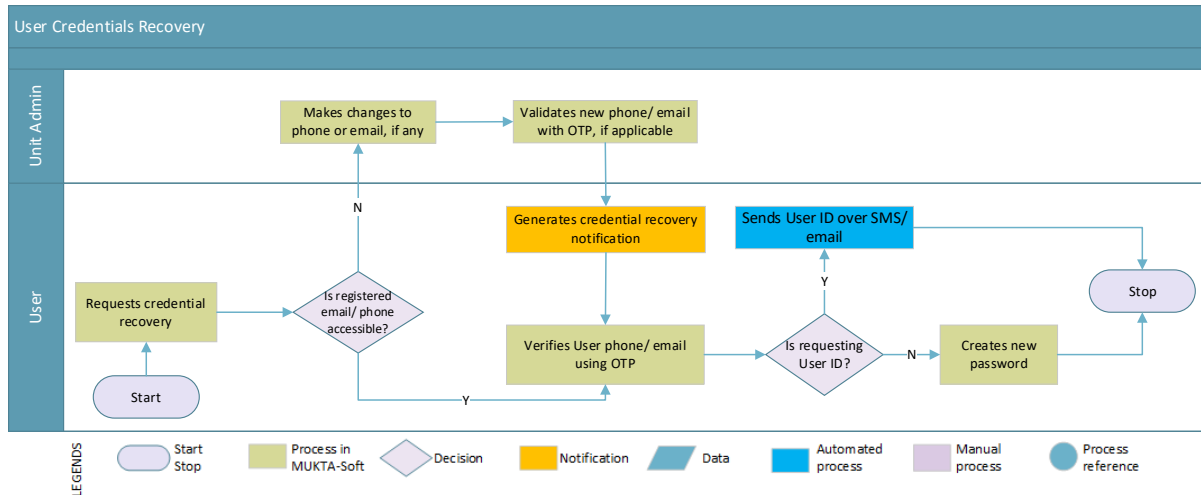 User Credentials Recovery
Unit Admin
Makes changes to
phone or email, if any
Validates new phone/ email
with OTP, if applicable
N
User
Generates credential recovery
notification
Sends User ID over SMS/
email
Requests credential
recovery
Is registered
email/ phone
accessible?
Y
Stop
Verifies User phone/ email
using OTP
Is requesting
User ID?
N
Creates new
password
Start
Y
LEGENDS
Start
Stop
Process in
MUKTA-Soft
Decision
Notification
Data
Automated
process
Manual
process
Process
reference